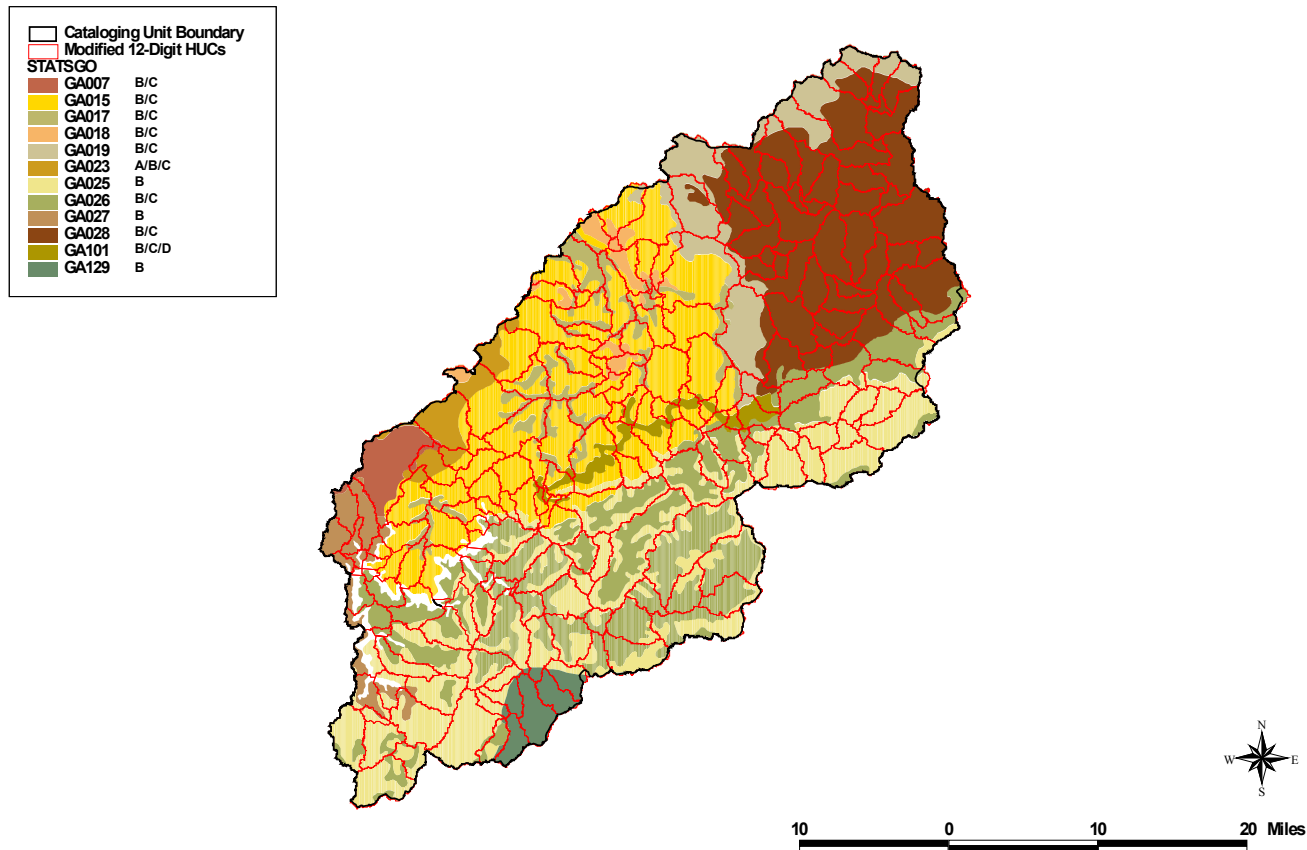 Cataloging Unit Boundary
Modified 12-Digit HUCs
STATSGO
GA007 B/C
GA015 B/C
GA017 B/C
GA018 B/C
GA019 B/C
GA023 A/B/C
GA025 B
GA026 B/C
GA027 B
GA028 B/C
GA101 B/C/D
GA129 B
N
W E
S
10 0 10 20 Miles